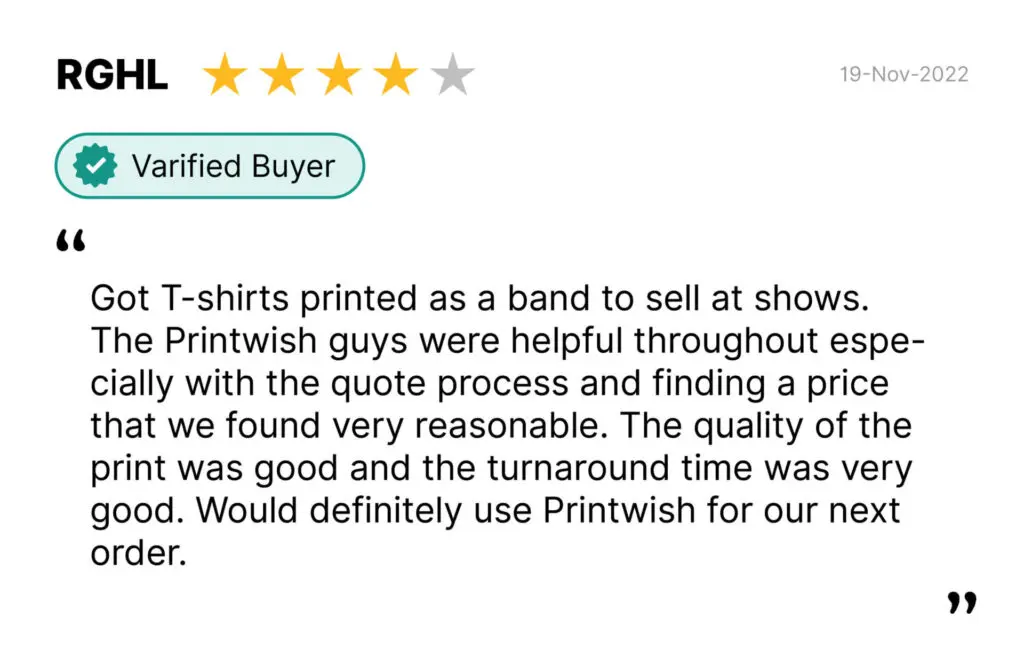 RGHL
19-Nov-2022
Varified Buyer
“
Got T-shirts printed as a band to sell at shows.
The Printwish guys were helpful throughout espe-
cially with the quote process and finding a price
that we found very reasonable. The quality of the
print was good and the turnaround time was very
good. Would definitely use Printwish for our next
order.
”